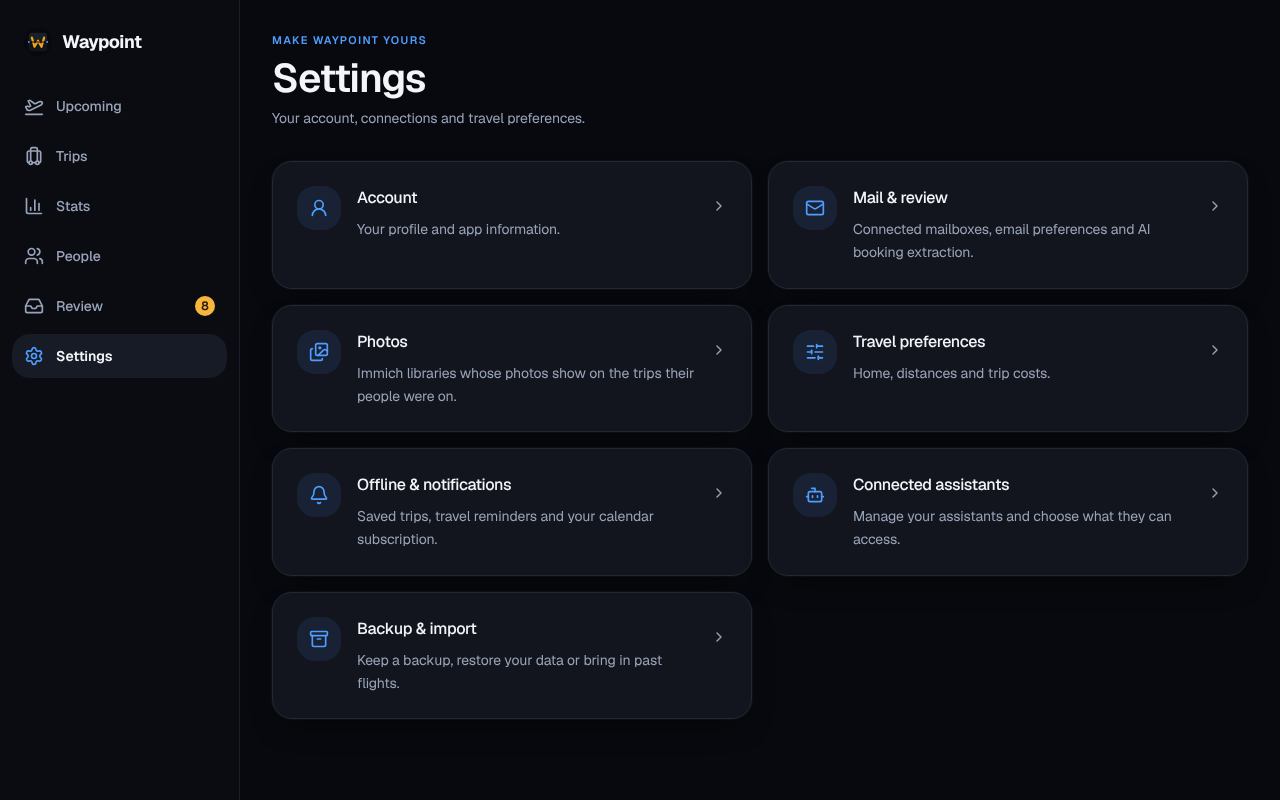 Waypoint
Upcoming
Trips
Stats
People
Review
8
Settings
MAKE WAYPOINT YOURS
Settings
Your account, connections and travel preferences.
Account
Your profile and app information.
Mail & review
Connected mailboxes, email preferences and AI
booking extraction.
Photos
Immich libraries whose photos show on the trips their
people were on.
Travel preferences
Home, distances and trip costs.
Offline & notifications
Saved trips, travel reminders and your calendar
subscription.
Connected assistants
Manage your assistants and choose what they can
access.
Backup & import
Keep a backup, restore your data or bring in past
flights.